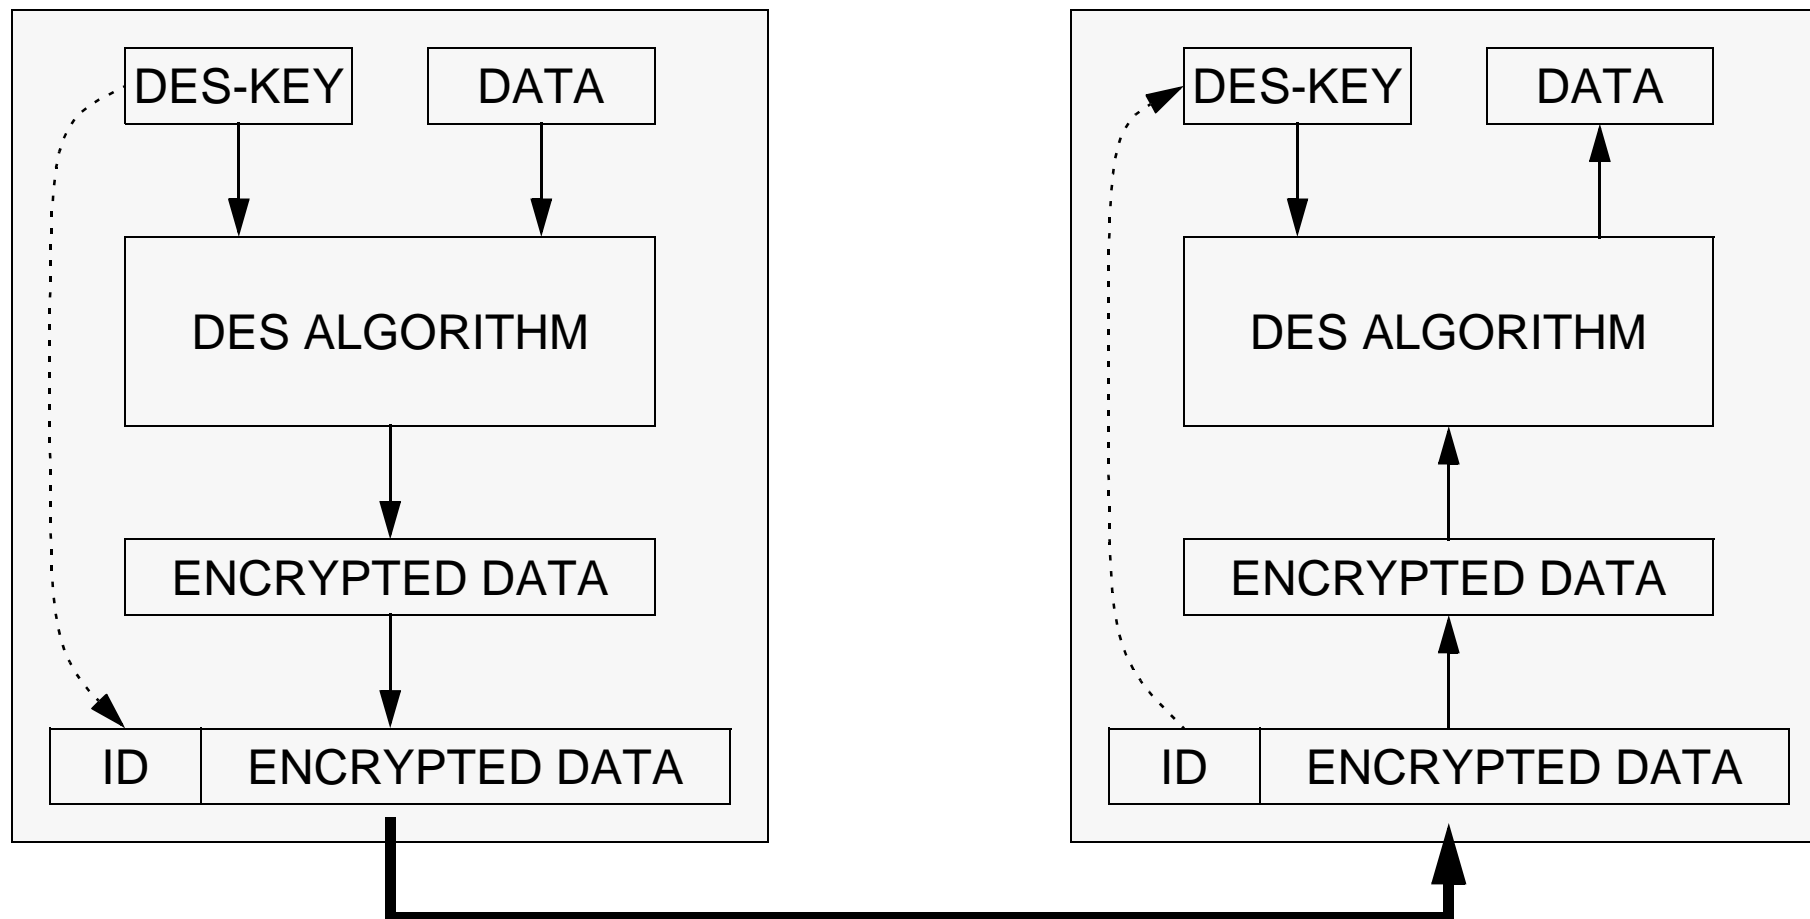 DES-KEY
DATA
DES ALGORITHM
ENCRYPTED DATA
ID
ENCRYPTED DATA
DES-KEY
DATA
DES ALGORITHM
ENCRYPTED DATA
ID
ENCRYPTED DATA